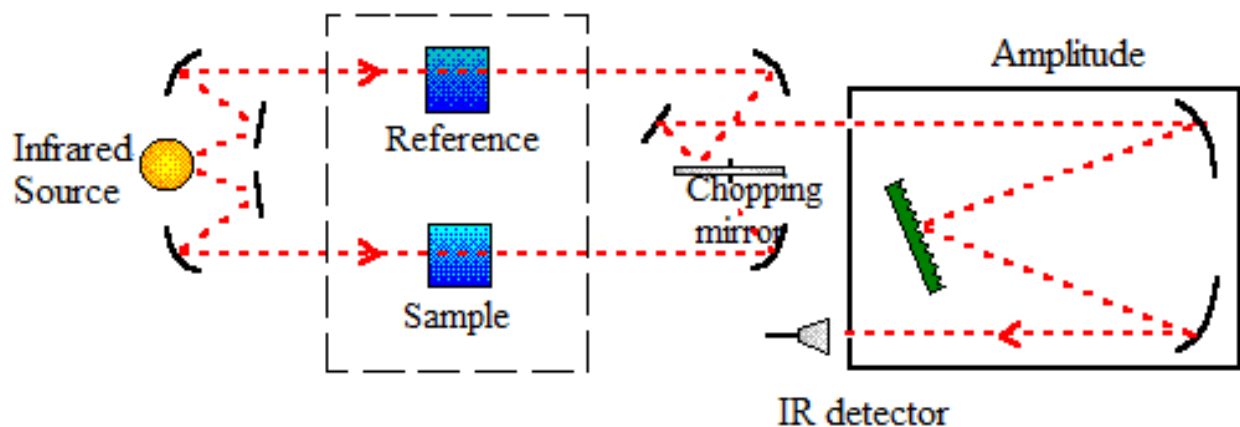 Amplitude
Infrared
Source
Reference
Chopping
mirror
Sample
IR detector